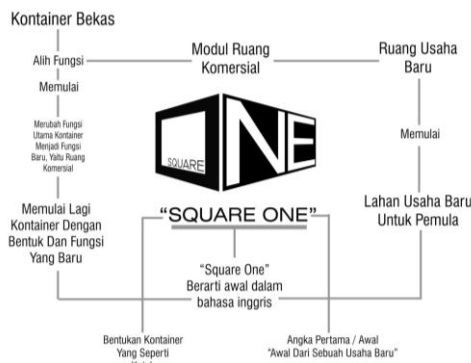 Kontainer Bekas
Alih Fungsi
Memulai
Merubah Fungsi
Utama Kontainer
Menjadi Fungsi
Baru, Yaitu Ruang
Komersial
Memulai Lagi
Kontainer Dengan
Bentuk Dan Fungsi
Yang Baru
Modul Ruang
Komersial
Ruang Usaha
Baru
Memulai
Lahan Usaha Baru
Untuk Pemula
ONE
SQUARE
“SQUARE ONE”
“Square One”
Berarti awal dalam
bahasa inggris
Bentukan Kontainer
Yang Seperti
Angka Pertama / Awal
“Awal Dari Sebuah Usaha Baru”